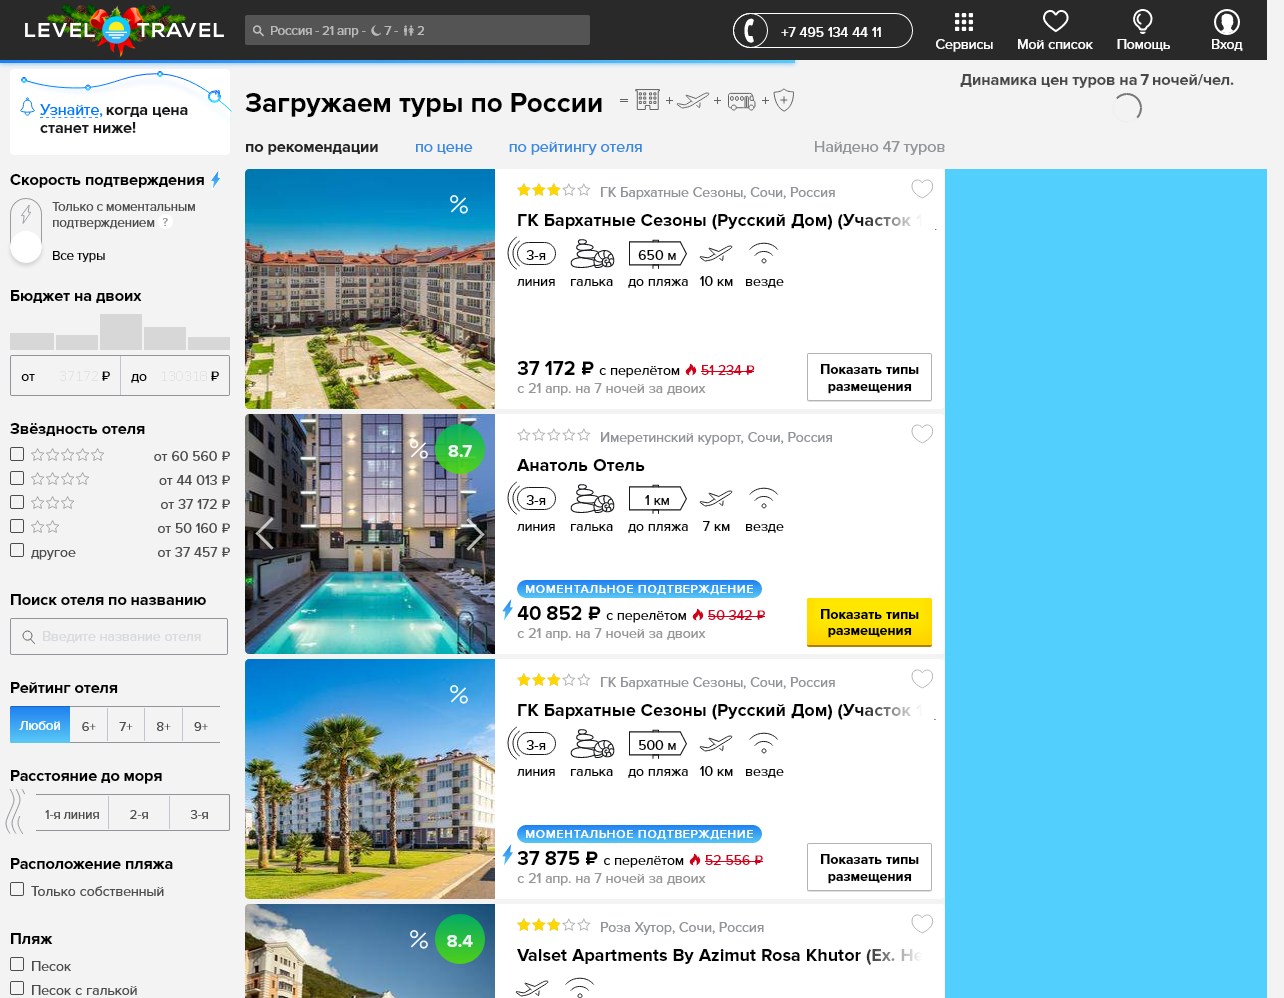 LEVEL TRAVEL
Россия - 21 апр - 7 - 2
+7 495 134 44 11
Сервисы
Мой список
Помощь
Вход
Узнайте, когда цена
станет ниже!
Скорость подтверждения
Только с моментальным
подтверждением ?
Все туры
Бюджет на двоих
от 37172 ₽ до 130318 ₽
Звёздность отеля
от 60 560 ₽
от 44 013 ₽
от 37 172 ₽
от 50 160 ₽
другое от 37 457 ₽
Поиск отеля по названию
Введите название отеля
Рейтинг отеля
Любой 6+ 7+ 8+ 9+
Расстояние до моря
1-я линия 2-я 3-я
Расположение пляжа
Только собственный
Пляж
Песок
Песок с галькой
Загружаем туры по России = + + +
по рекомендации по цене по рейтингу отеля Найдено 47 туров
%
ГК Бархатные Сезоны, Сочи, Россия
ГК Бархатные Сезоны (Русский Дом) (Участок 1
3-я 650 м
линия галька до пляжа 10 км везде
37 172 ₽ с перелётом 51 234 ₽
с 21 апр. на 7 ночей за двоих
Показать типы
размещения
% 8.7
Имеретинский курорт, Сочи, Россия
Анатоль Отель
3-я 1 км
линия галька до пляжа 7 км везде
МОМЕНТАЛЬНОЕ ПОДТВЕРЖДЕНИЕ
40 852 ₽ с перелётом 50 342 ₽
с 21 апр. на 7 ночей за двоих
Показать типы
размещения
%
ГК Бархатные Сезоны, Сочи, Россия
ГК Бархатные Сезоны (Русский Дом) (Участок 1
3-я 500 м
линия галька до пляжа 10 км везде
МОМЕНТАЛЬНОЕ ПОДТВЕРЖДЕНИЕ
37 875 ₽ с перелётом 52 556 ₽
с 21 апр. на 7 ночей за двоих
Показать типы
размещения
% 8.4
Роза Хутор, Сочи, Россия
Valset Apartments By Azimut Rosa Khutor (Ex. He
Динамика цен туров на 7 ночей/чел.